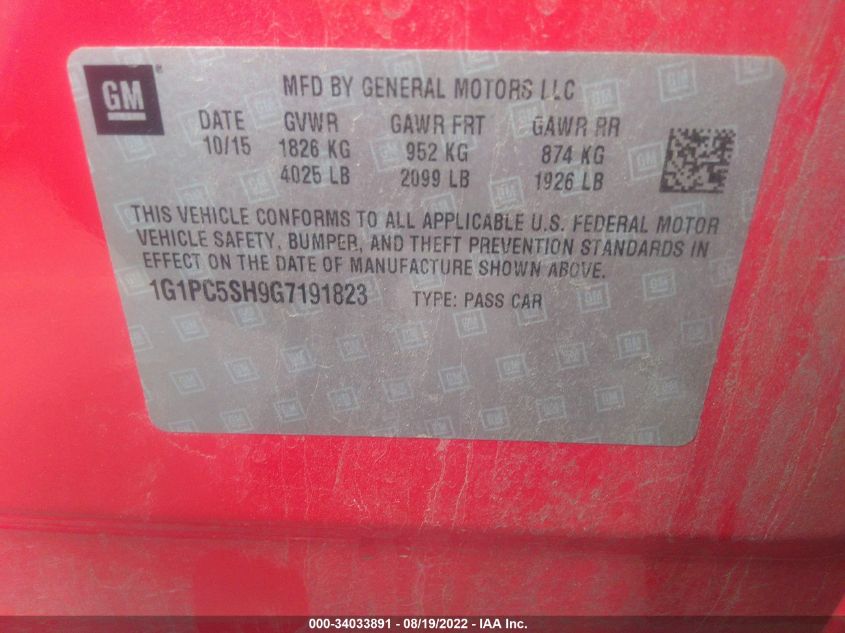 GM
MFD BY GENERAL MOTORS LLC
DATE GVWR GAWR FRT GAWR RR
10/15 1826 KG 952 KG 874 KG
4025 LB 2099 LB 1926 LB
THIS VEHICLE CONFORMS TO ALL APPLICABLE U.S. FEDERAL MOTOR
VEHICLE SAFETY, BUMPER, AND THEFT PREVENTION STANDARDS IN
EFFECT ON THE DATE OF MANUFACTURE SHOWN ABOVE.
1G1PC5SH9G7191823 TYPE: PASS CAR
000-34033891 - 08/19/2022 - IAA Inc.